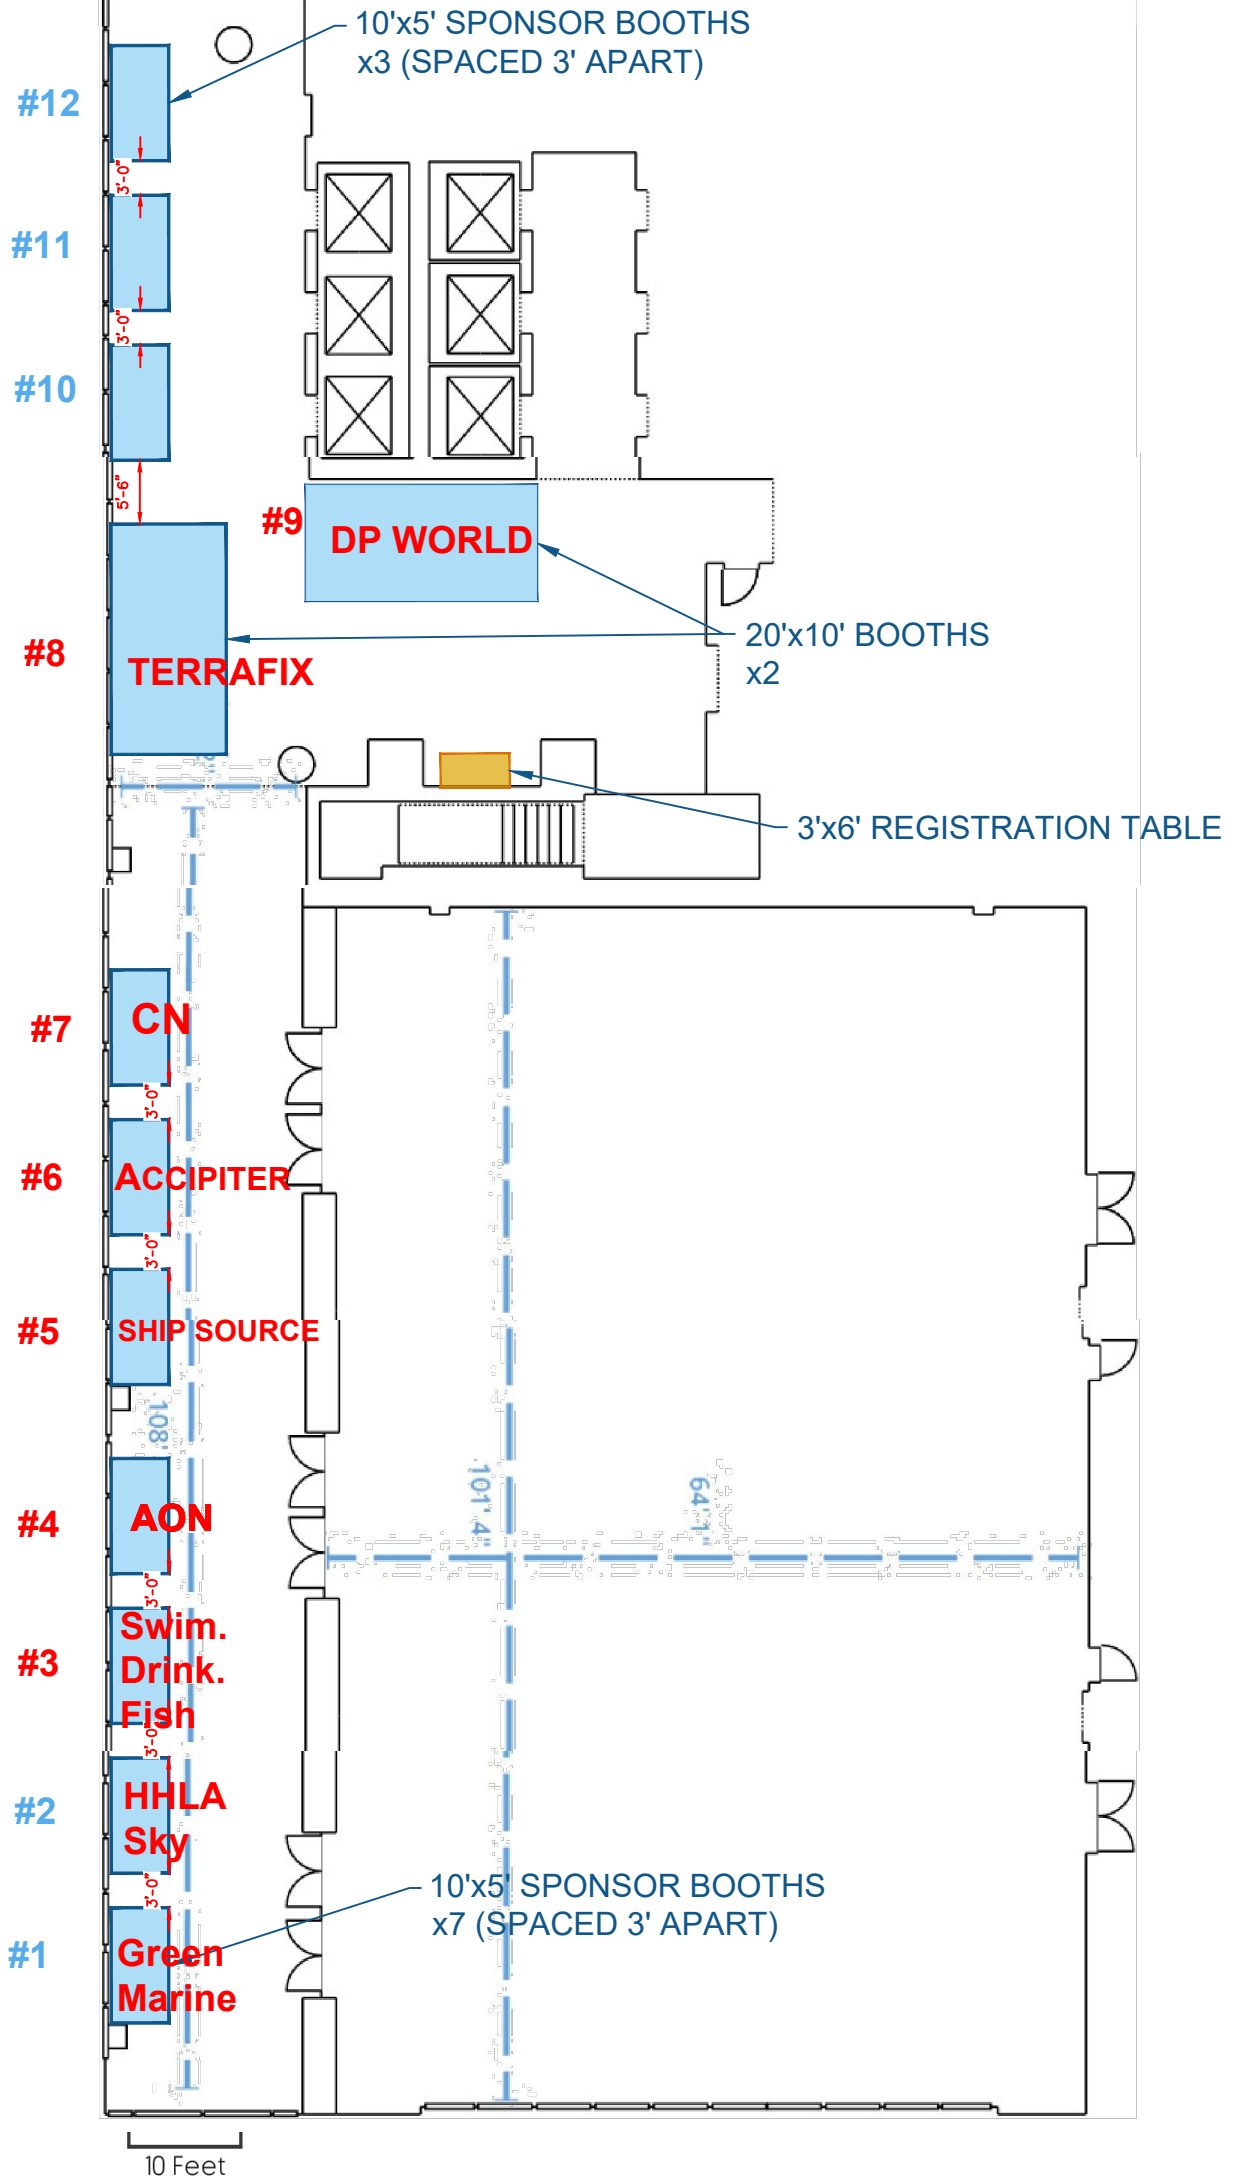 10'x5' SPONSOR BOOTHS
x3 (SPACED 3' APART)
#12
3'-0"
#11
3'-0"
#10
5'-6"
#9
DP WORLD
20'x10' BOOTHS
x2
#8
TERRAFIX
3'x6' REGISTRATION TABLE
#7
CN
3'-0"
#6
ACCIPITER
3'-0"
#5
SHIP SOURCE
108'
#4
AON
101' 4"
64' 1"
3'-0"
#3
Swim.
Drink.
Fish
3'-0"
#2
HHLA
Sky
3'-0"
10'x5' SPONSOR BOOTHS
x7 (SPACED 3' APART)
#1
Green
Marine
10 Feet